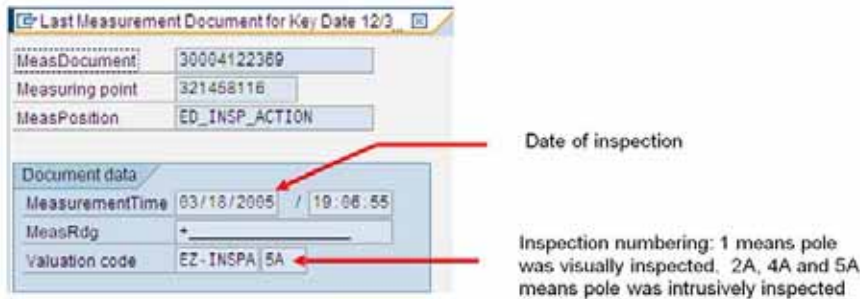 Last Measurement Document for Key Date 12/3...
MeasDocument 30004122369
Measuring point 321458116
MeasPosition ED_INSP_ACTION
Date of inspection
Document data
MeasurementTime 03/18/2005 / 19:06:55
MeasRdg +
Valuation code EZ-INSPA 5A
Inspection numbering: 1 means pole
was visually inspected. 2A, 4A and 5A
means pole was intrusively inspected